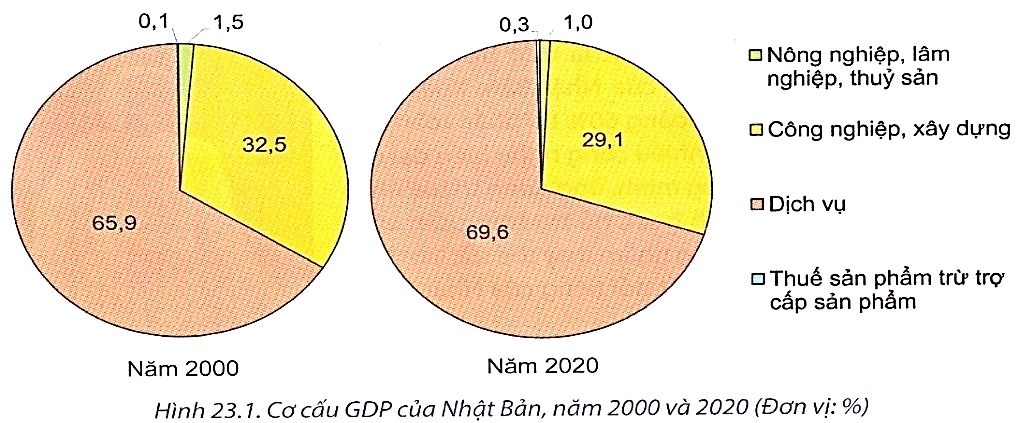 0,1
1,5
32,5
65,9
Năm 2000
0,3
1,0
29,1
69,6
Năm 2020
Nông nghiệp, lâm
nghiệp, thuỷ sản
Công nghiệp, xây dựng
Dịch vụ
Thuế sản phẩm trừ trợ
cấp sản phẩm
Hình 23.1. Cơ cấu GDP của Nhật Bản, năm 2000 và 2020 (Đơn vị: %)